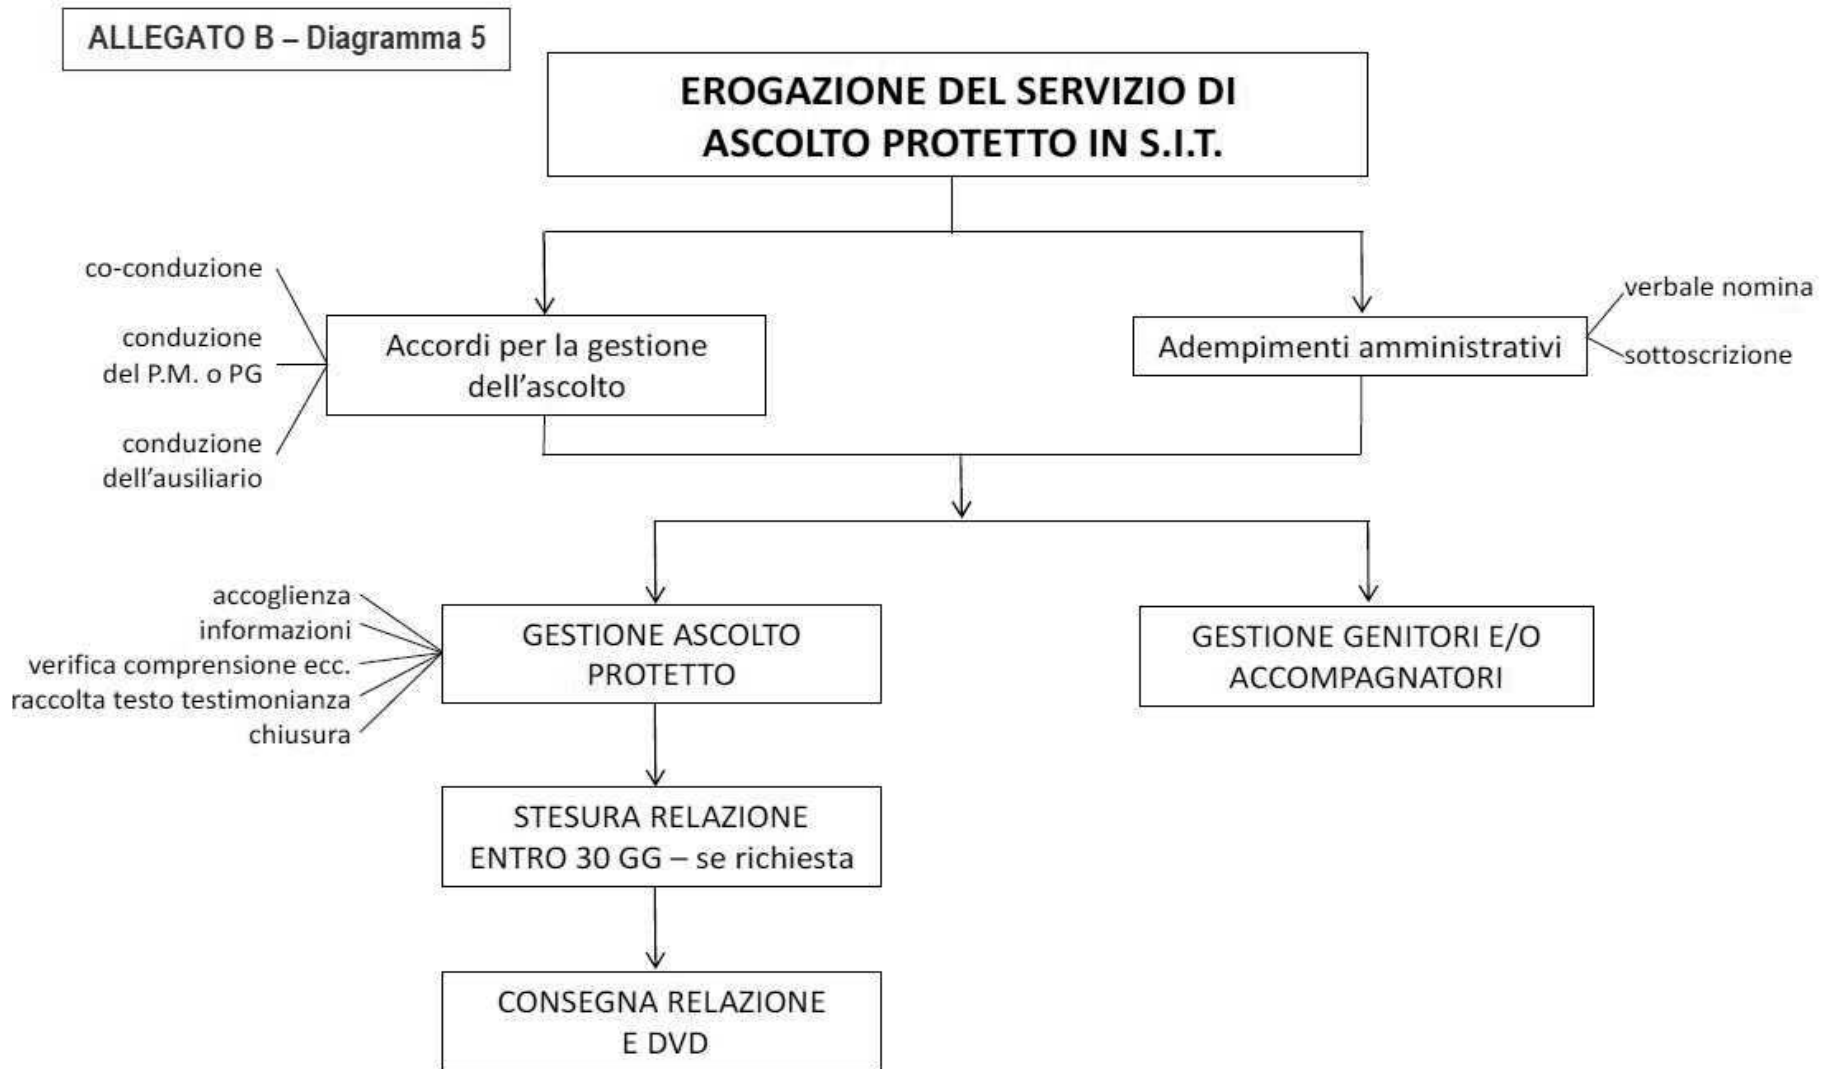 ALLEGATO B – Diagramma 5
EROGAZIONE DEL SERVIZIO DI
ASCOLTO PROTETTO IN S.I.T.
co-conduzione
conduzione
del P.M. o PG
conduzione
dell’ausiliario
Accordi per la gestione
dell’ascolto
Adempimenti amministrativi
verbale nomina
sottoscrizione
accoglienza
informazioni
verifica comprensione ecc.
raccolta testo testimonianza
chiusura
GESTIONE ASCOLTO
PROTETTO
GESTIONE GENITORI E/O
ACCOMPAGNATORI
STESURA RELAZIONE
ENTRO 30 GG – se richiesta
CONSEGNA RELAZIONE
E DVD